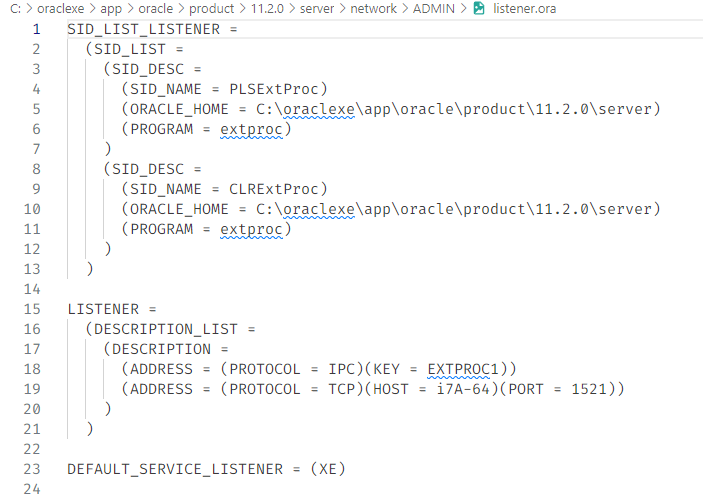 C: > oraclexe > app > oracle > product > 11.2.0 > server > network > ADMIN > listener.ora
1 SID_LIST_LISTENER =
2   (SID_LIST =
3     (SID_DESC =
4       (SID_NAME = PLSExtProc)
5       (ORACLE_HOME = C:\oraclexe\app\oracle\product\11.2.0\server)
6       (PROGRAM = extproc)
7     )
8     (SID_DESC =
9       (SID_NAME = CLRExtProc)
10       (ORACLE_HOME = C:\oraclexe\app\oracle\product\11.2.0\server)
11       (PROGRAM = extproc)
12     )
13   )
14
15 LISTENER =
16   (DESCRIPTION_LIST =
17     (DESCRIPTION =
18       (ADDRESS = (PROTOCOL = IPC)(KEY = EXTPROC1))
19       (ADDRESS = (PROTOCOL = TCP)(HOST = i7A-64)(PORT = 1521))
20     )
21   )
22
23 DEFAULT_SERVICE_LISTENER = (XE)
24